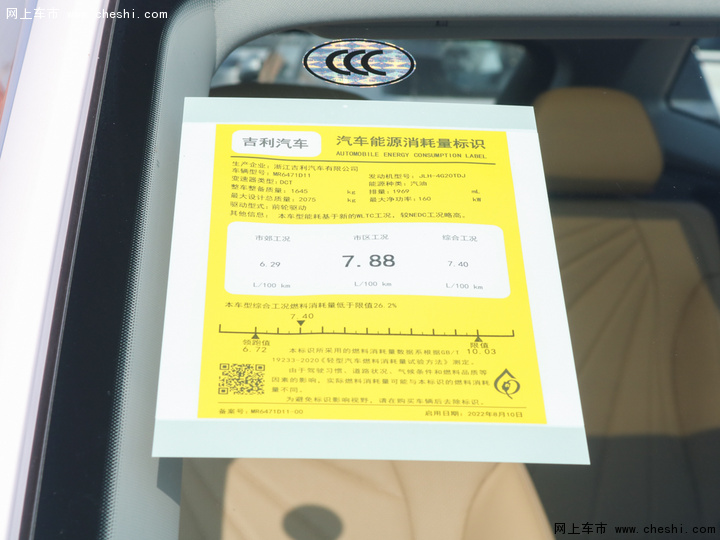 网上车市 · www.cheshi.com
CCC
吉利汽车
汽车能源消耗量标识
AUTOMOBILE ENERGY CONSUMPTION LABEL
生产企业：浙江吉利汽车有限公司
车辆型号：MR6471D11 发动机型号：JLH-4G20TDJ
变速器类型：DCT 能源种类：汽油
整车整备质量：1645 kg 排量：1969 mL
最大设计总质量：2075 kg 最大净功率：160 kW
驱动型式：前轮驱动
其他信息：本车型能耗基于新的WLTC工况，较NEDC工况略高。
市郊工况 市区工况 综合工况
6.29 7.88 7.40
L/100 km L/100 km L/100 km
本车型综合工况燃料消耗量低于限值26.2%
7.40
领跑值 限值
6.72 10.03
本标识所采用的燃料消耗量数据系根据GB/T
19233-2020《轻型汽车燃料消耗量试验方法》测定。
由于驾驶习惯、道路状况、气候条件和燃料品质等
因素的影响，实际燃料消耗量可能与本标识的燃料消耗
量不同。
为避免标识影响视野，请在购买车辆后去除标识。
备案号：MR6471D11-00 启用日期：2022年8月10日
网上车市 www.cheshi.com